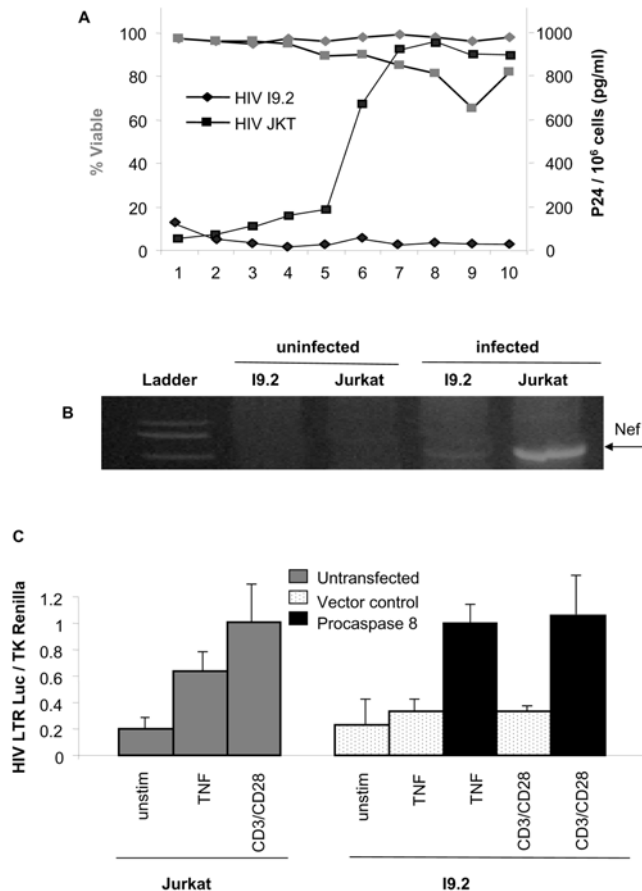 A
100
80
60
40
20
0
% Viable
HIV I9.2
HIV JKT
1000
800
600
400
200
0
P24 / 10⁶ cells (pg/ml)
1 2 3 4 5 6 7 8 9 10
uninfected infected
Ladder I9.2 Jurkat I9.2 Jurkat
B
Nef
C
Untransfected
Vector control
Procaspase 8
HIV LTR Luc / TK Renilla
1.2
1
0.8
0.6
0.4
0.2
0
unstim TNF CD3/CD28 unstim TNF TNF CD3/CD28 CD3/CD28
Jurkat I9.2